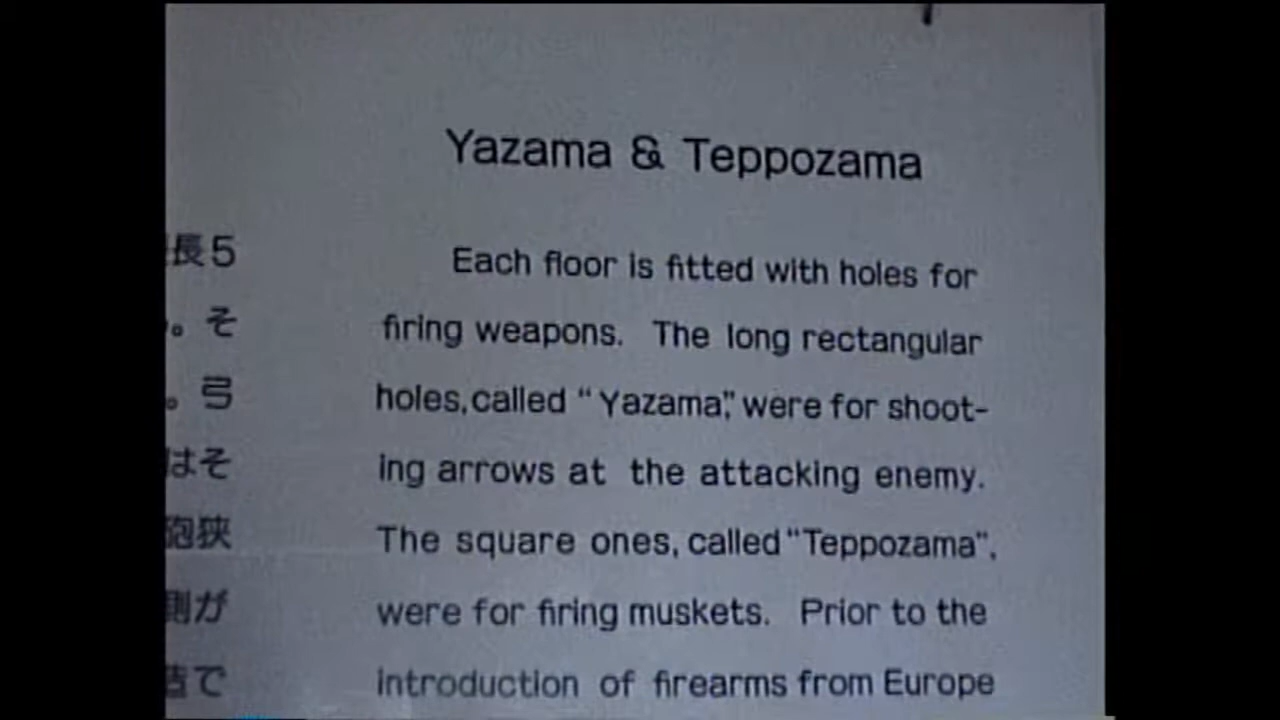 Yazama & Teppozama
Each floor is fitted with holes for
firing weapons. The long rectangular
holes, called “Yazama,” were for shoot-
ing arrows at the attacking enemy.
The square ones, called “Teppozama”,
were for firing muskets. Prior to the
introduction of firearms from Europe
長5
。そ
。弓
はそ
砲狭
側が
造で